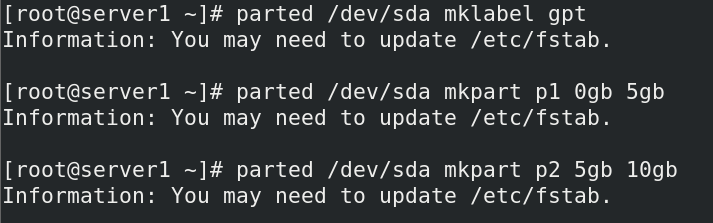 [root@server1 ~]# parted /dev/sda mklabel gpt
Information: You may need to update /etc/fstab.
[root@server1 ~]# parted /dev/sda mkpart p1 0gb 5gb
Information: You may need to update /etc/fstab.
[root@server1 ~]# parted /dev/sda mkpart p2 5gb 10gb
Information: You may need to update /etc/fstab.